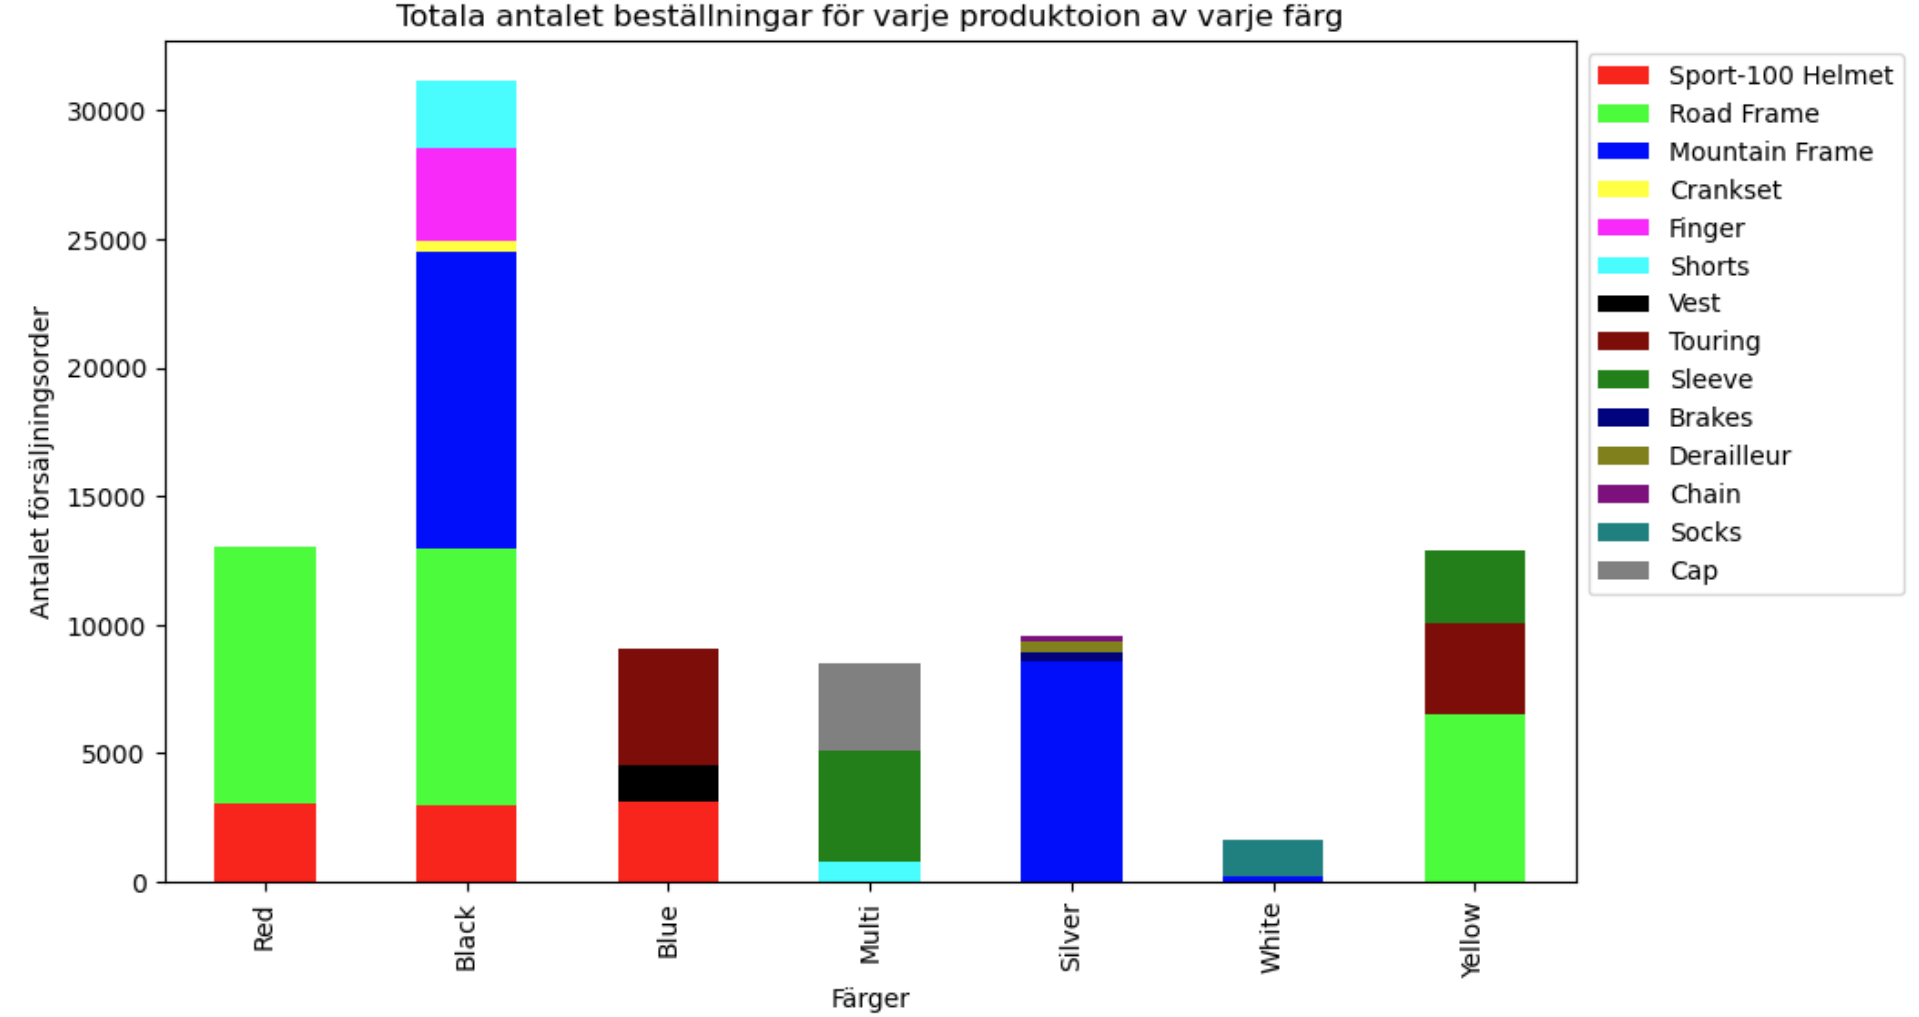 Totala antalet beställningar för varje produktoion av varje färg
Antalet försäljningsorder
30000
25000
20000
15000
10000
5000
0
Red
Black
Blue
Multi
Silver
White
Yellow
Färger
Sport-100 Helmet
Road Frame
Mountain Frame
Crankset
Finger
Shorts
Vest
Touring
Sleeve
Brakes
Derailleur
Chain
Socks
Cap